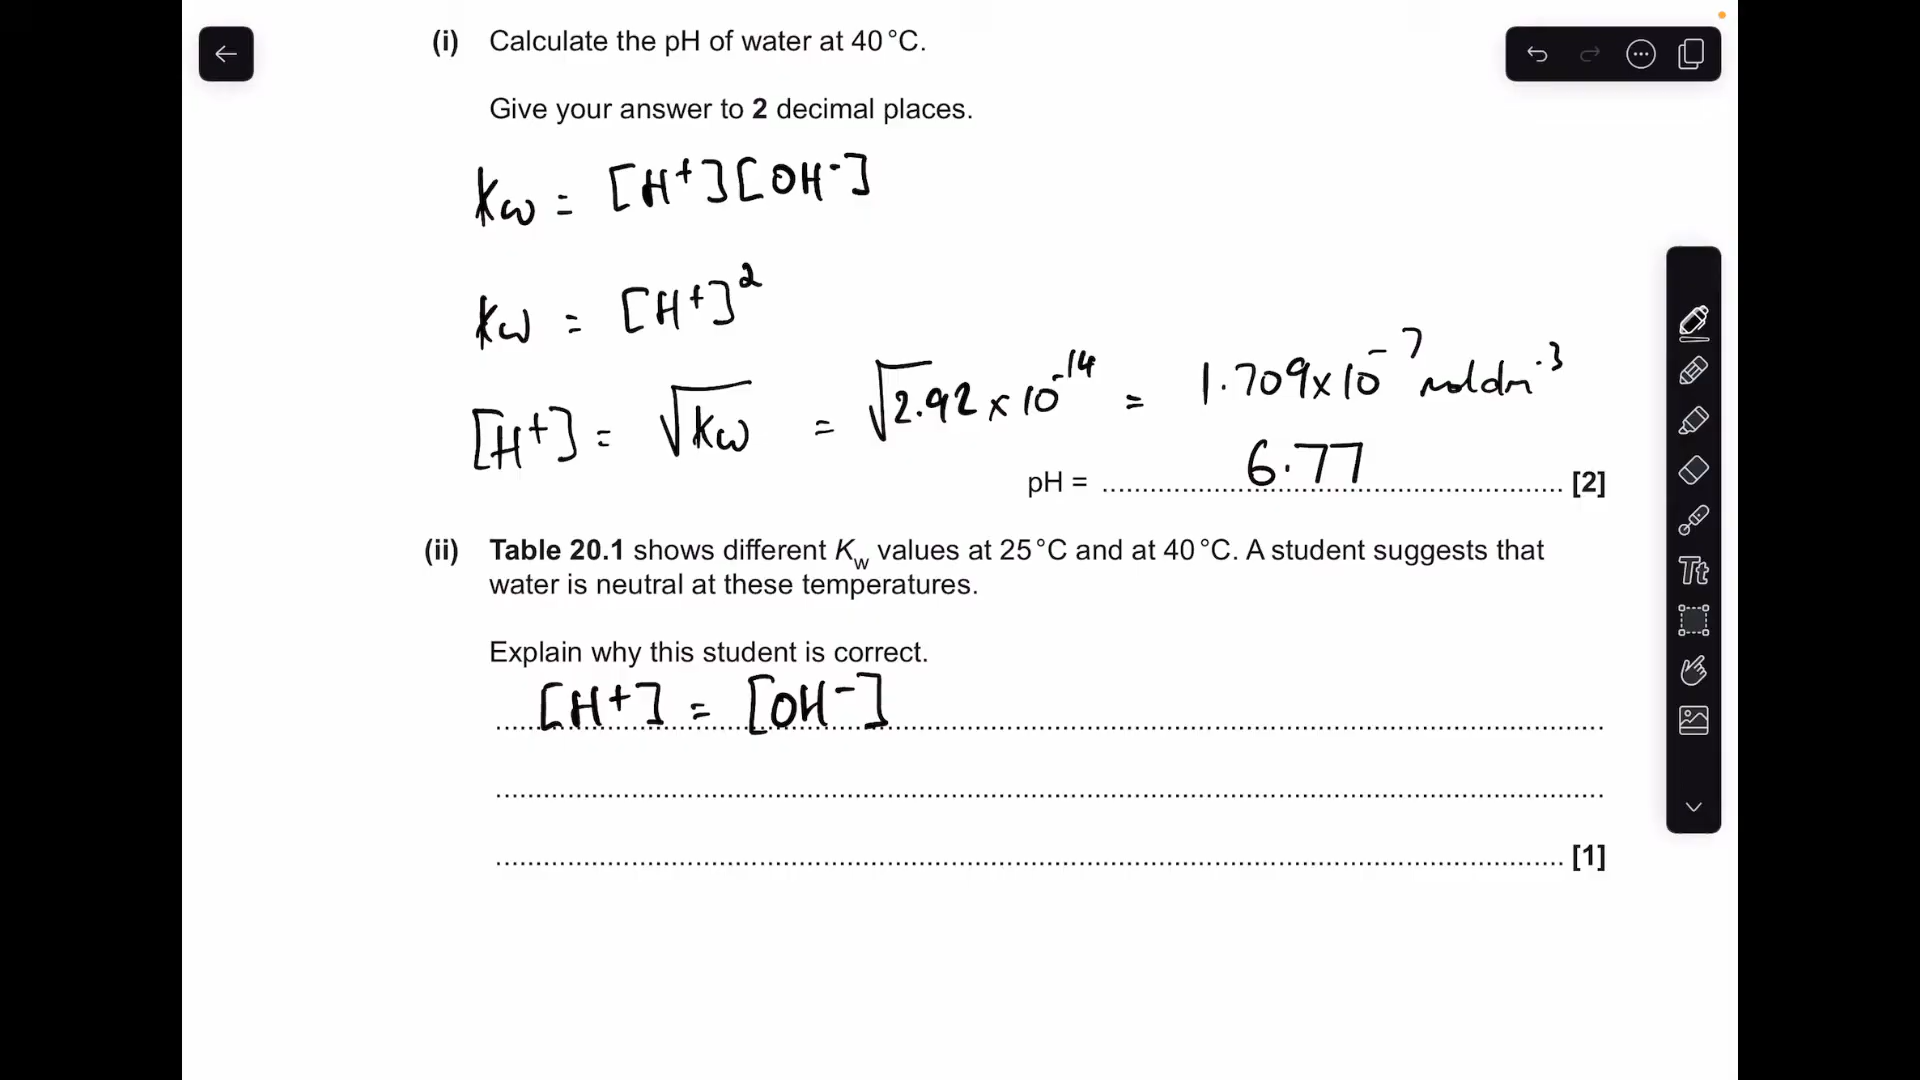 (i) Calculate the pH of water at 40 °C.
Give your answer to 2 decimal places.
Kw = [H⁺][OH⁻]
Kw = [H⁺]²
[H⁺] = √Kw = √2.92 × 10⁻¹⁴ = 1.709 × 10⁻⁷ moldm⁻³
pH = 6.77 [2]
(ii) Table 20.1 shows different Kw values at 25 °C and at 40 °C. A student suggests that
water is neutral at these temperatures.
Explain why this student is correct.
[H⁺] = [OH⁻]
[1]
Tt